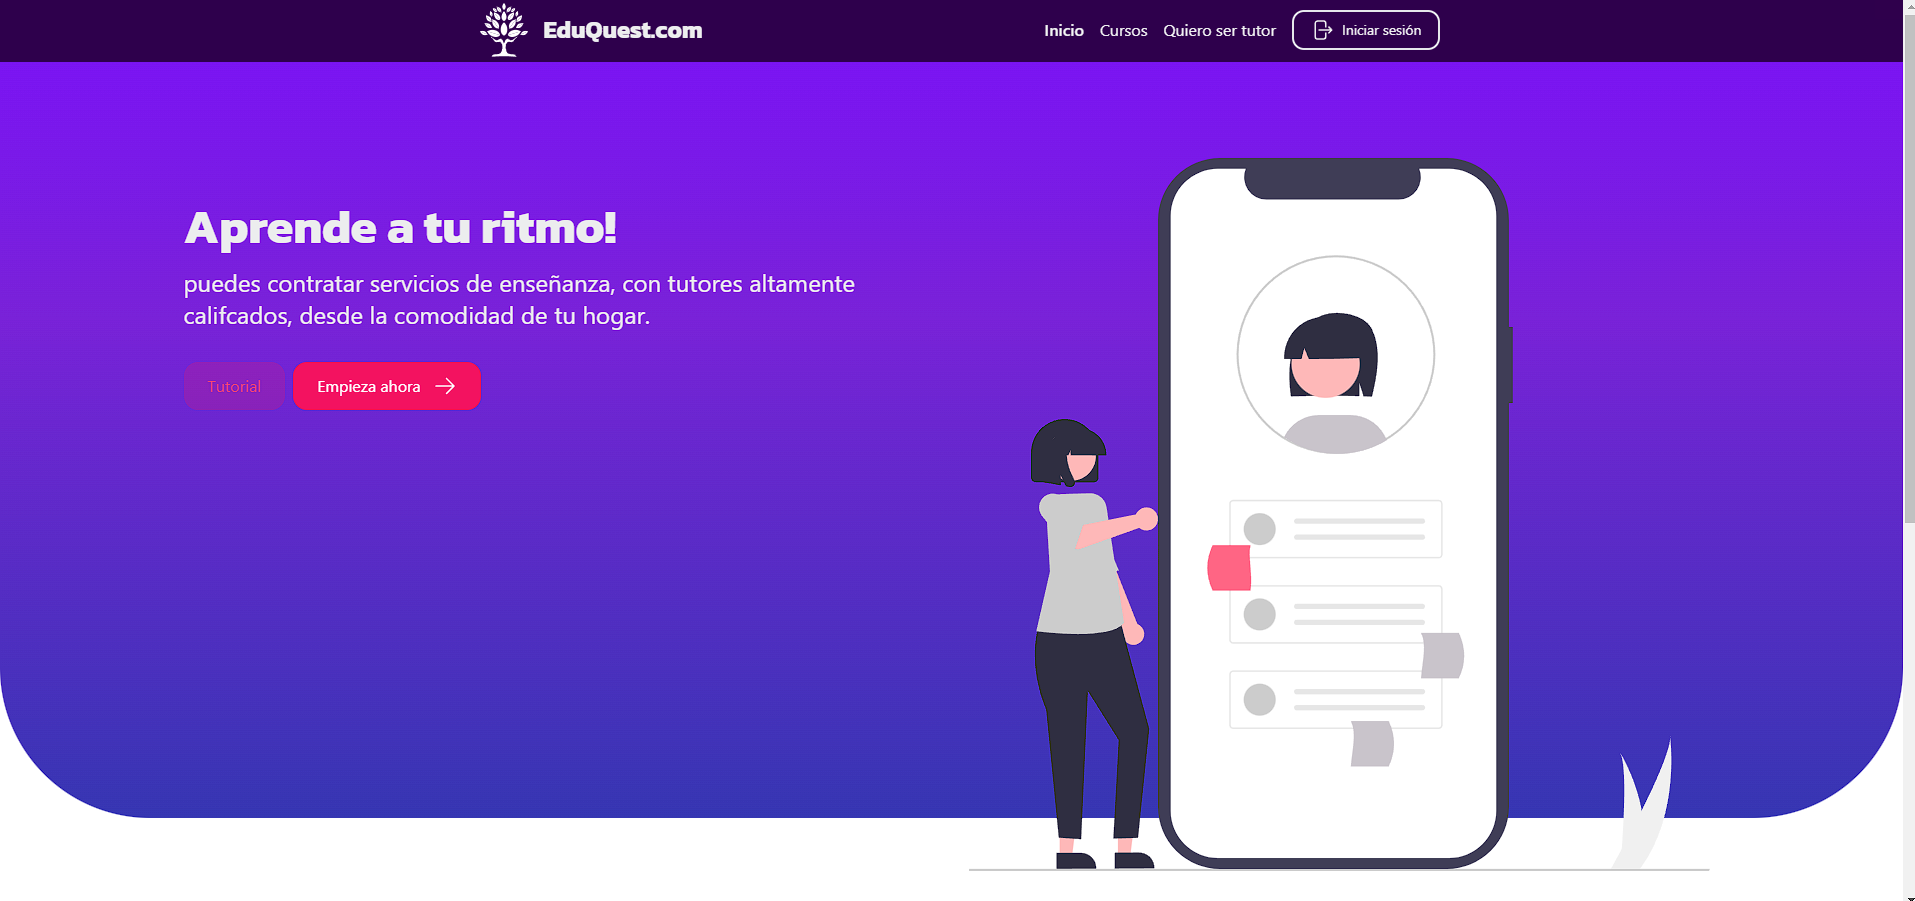 EduQuest.com
Inicio Cursos Quiero ser tutor Iniciar sesión
Aprende a tu ritmo!
puedes contratar servicios de enseñanza, con tutores altamente
califcados, desde la comodidad de tu hogar.
Tutorial Empieza ahora